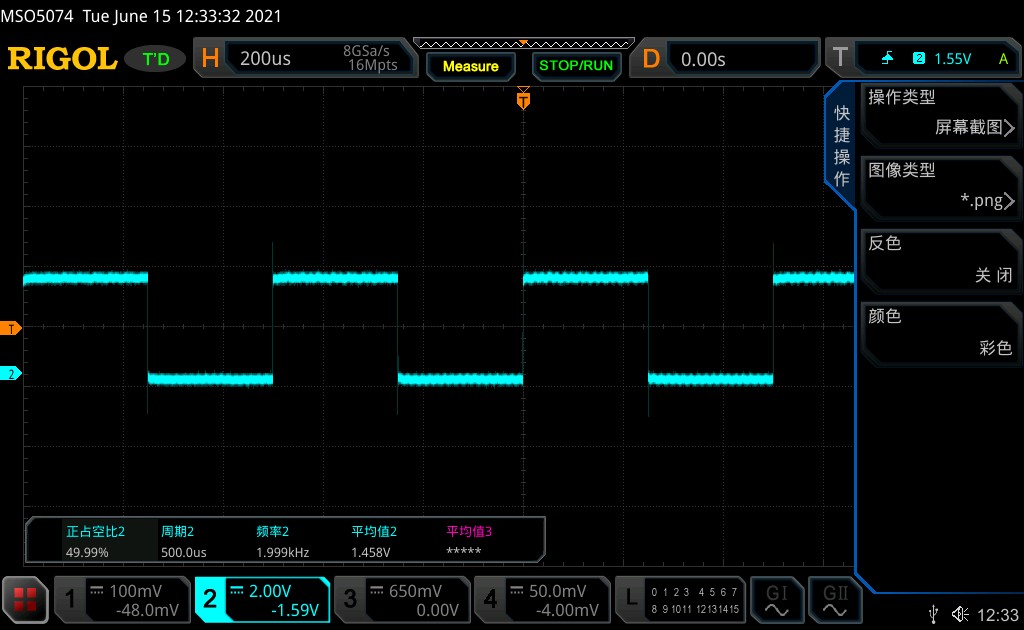 MSO5074 Tue June 15 12:33:32 2021
RIGOL T'D H 200us 8GSa/s 16Mpts Measure STOP/RUN D 0.00s T 2 1.55V A
T
快捷操作
操作类型
屏幕截图
图像类型
*.png
反色
关闭
颜色
彩色
T
2
正占空比2 周期2 频率2 平均值2 平均值3
49.99% 500.0us 1.999kHz 1.458V *****
1 100mV -48.0mV
2 2.00V -1.59V
3 650mV 0.00V
4 50.0mV -4.00mV
L 0 1 2 3 4 5 6 7
8 9 10 11 12 13 14 15
GI
GII
12:33